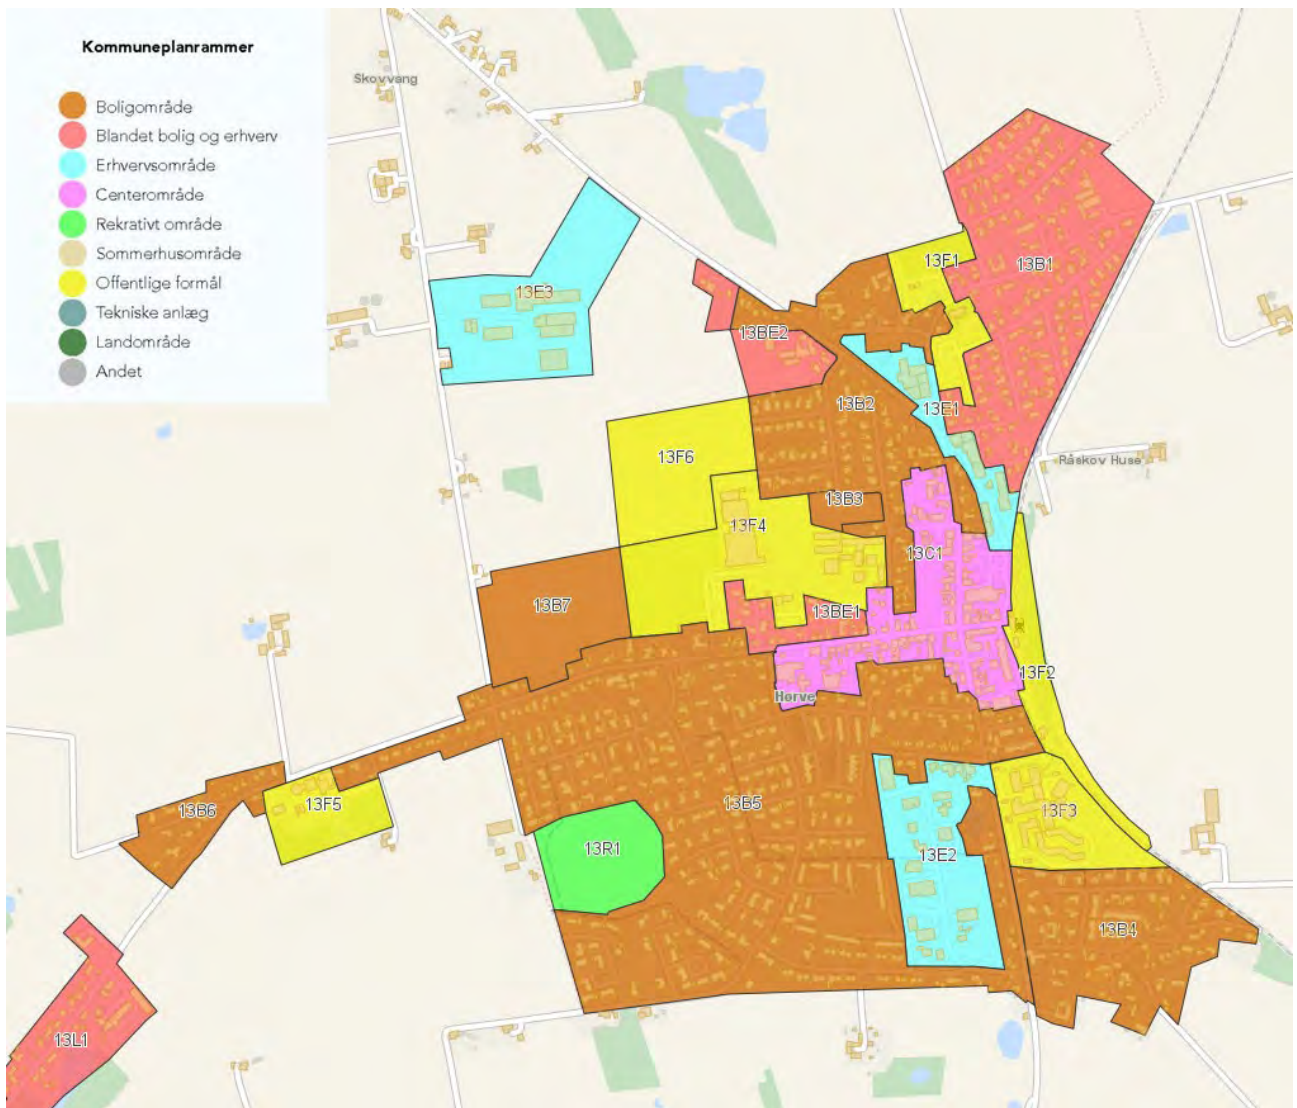 Kommuneplanrammer
Boligområde
Blandet bolig og erhverv
Erhvervsområde
Centerområde
Rekrativt område
Sommerhusområde
Offentlige formål
Tekniske anlæg
Landområde
Andet
Skovvang
13F1
13B1
13E3
13BE2
13B2
13E1
13F6
Råskov Huse
13B3
13F4
13C1
13B7
13BE1
13F2
Hørve
13B6
13F5
13B5
13F3
13R1
13E2
13B4
13L1